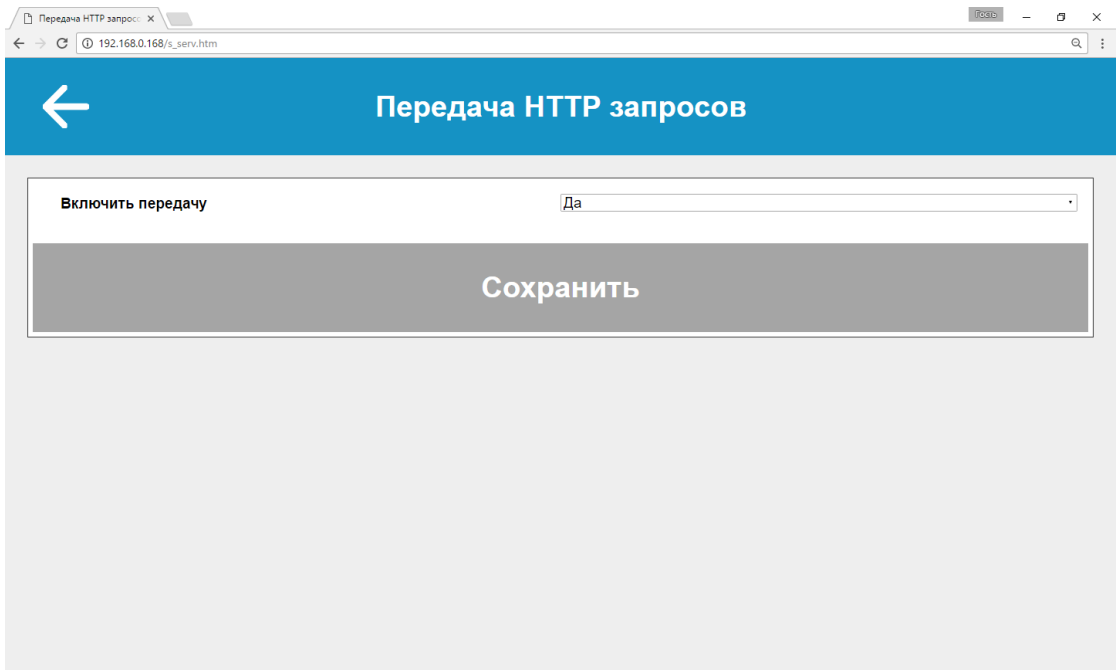 Передача HTTP запрос
Гость
192.168.0.168/s_serv.htm
Передача HTTP запросов
Включить передачу
Да
Сохранить